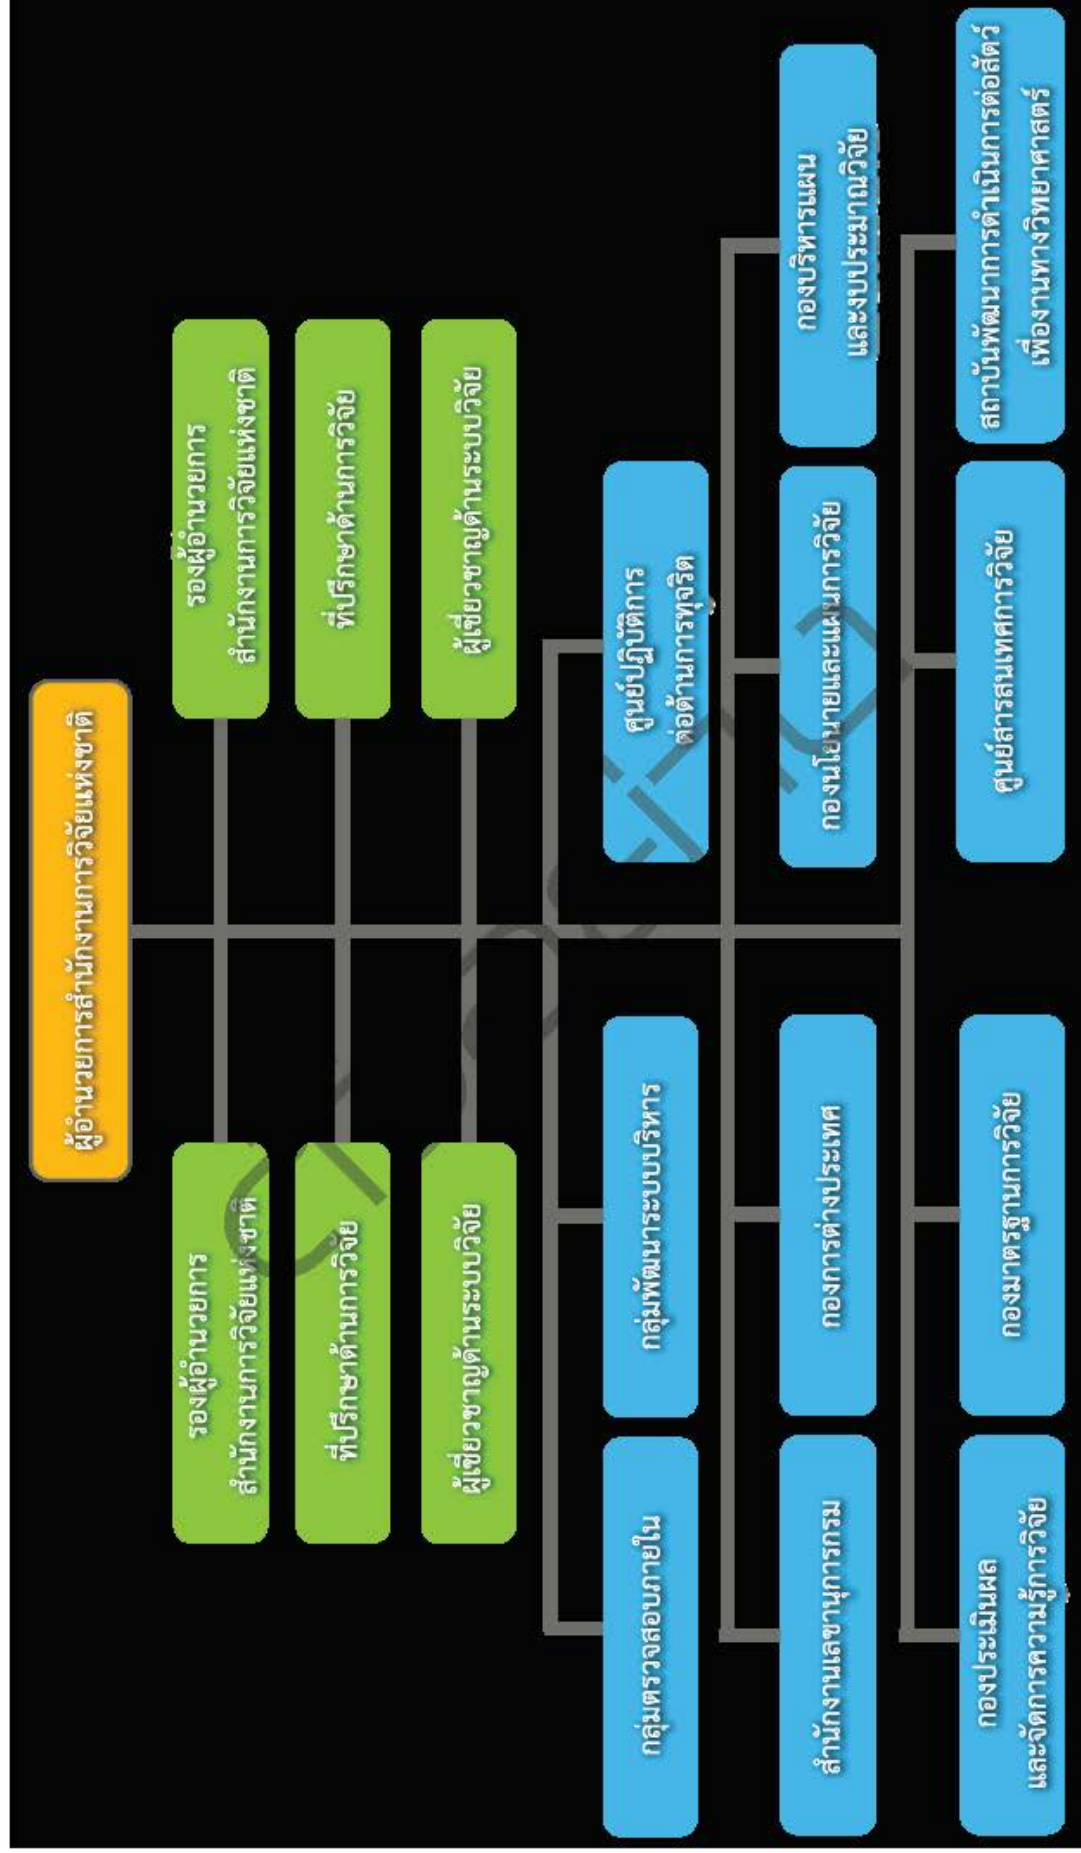 ผู้อำนวยการสำนักงานการวิจัยแห่งชาติ
รองผู้อำนวยการ
สำนักงานการวิจัยแห่งชาติ
รองผู้อำนวยการ
สำนักงานการวิจัยแห่งชาติ
ที่ปรึกษาด้านการวิจัย
ที่ปรึกษาด้านการวิจัย
ผู้เชี่ยวชาญด้านระบบวิจัย
ผู้เชี่ยวชาญด้านระบบวิจัย
กลุ่มตรวจสอบภายใน
กลุ่มพัฒนาระบบบริหาร
ศูนย์ปฏิบัติการ
ต่อต้านการทุจริต
สำนักงานเลขานุการกรม
กองการต่างประเทศ
กองนโยนายและแผนการวิจัย
กองบริหารแผน
และงบประมาณวิจัย
กองประเมินผล
และจัดการความรู้การวิจัย
กองมาตรฐานการวิจัย
ศูนย์สารสนเทศการวิจัย
สถาบันพัฒนาการดำเนินการต่อสัตว์
เพื่องานทางวิทยาศาสตร์